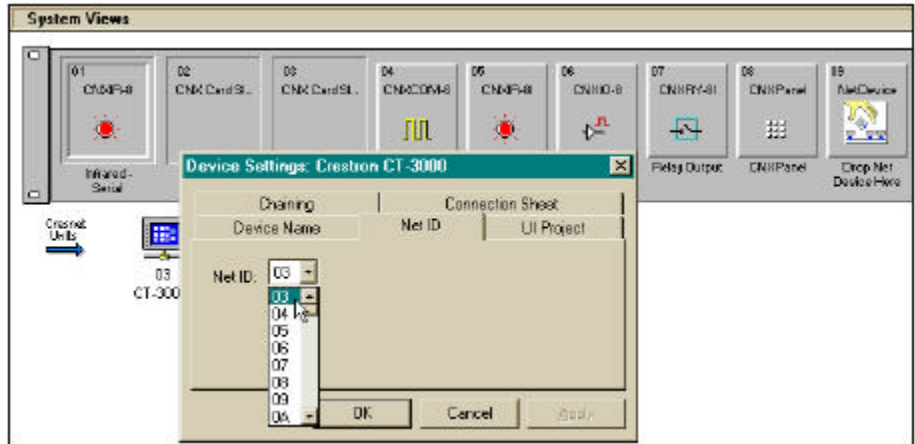 System Views
01 02 03 04 05 06 07 08 19
CNXIR-8 CNX Card Sl.. CNX Card Sl.. CNXCOM-8 CNXIR-8 CNXIO-8 CNXRY-8I CNXPanel NetDevice
Infrared - Serial
Relay Output
CNXPanel
Drop Net Device Here
Cresnet Units
03
CT-300
Device Settings: Crestron CT-3000
Chaining Connection Sheet
Device Name Net ID UI Project
Net ID: 03
03
04
05
06
07
08
09
0A
OK Cancel Apply